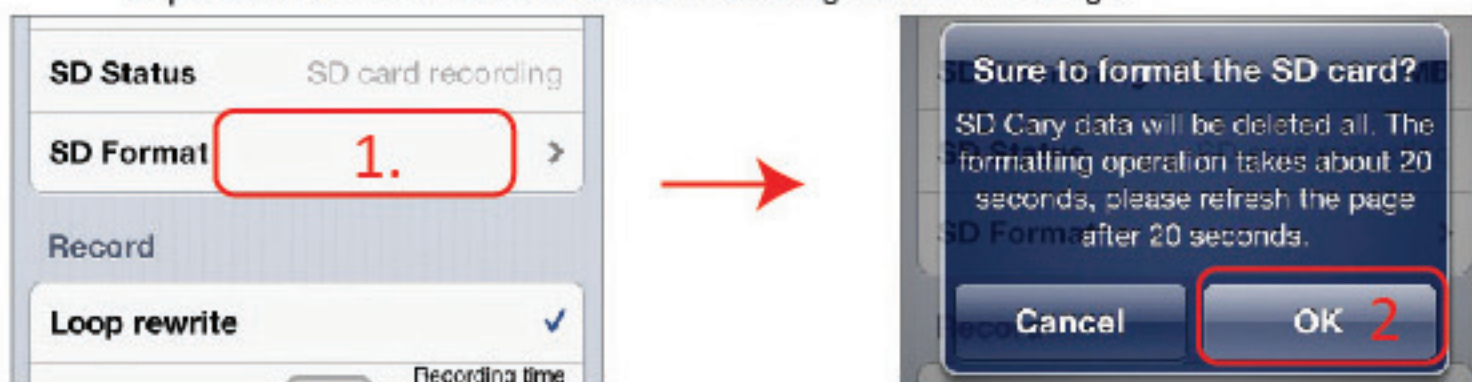 SD Status SD card recording
SD Format 1. >
Record
Loop rewrite ✓
Recording time
Sure to format the SD card?
SD Cary data will be deleted all. The
formatting operation takes about 20
seconds, please refresh the page
after 20 seconds.
Cancel OK 2